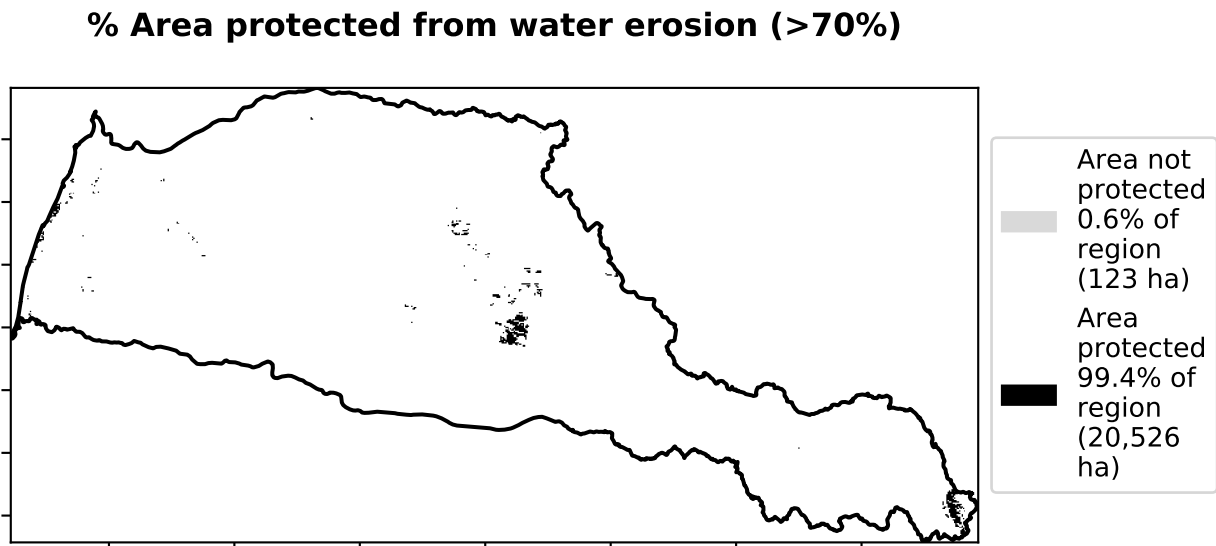 % Area protected from water erosion (>70%)
Area not
protected
0.6% of
region
(123 ha)
Area
protected
99.4% of
region
(20,526
ha)